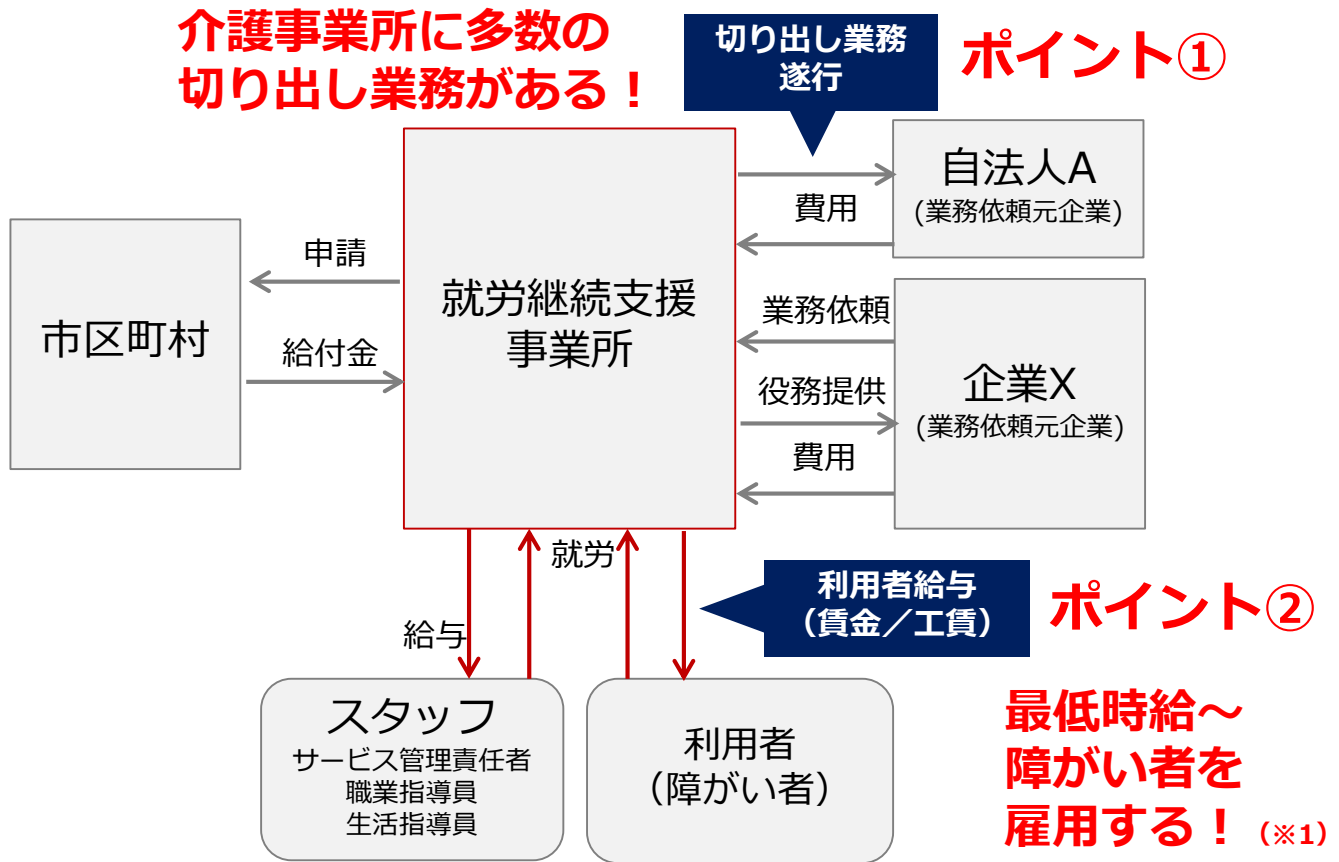 介護事業所に多数の
切り出し業務がある！
切り出し業務
遂行
ポイント①
自法人A
(業務依頼元企業)
費用
市区町村
申請
給付金
就労継続支援
事業所
業務依頼
役務提供
費用
企業X
(業務依頼元企業)
就労
給与
利用者給与
（賃金／工賃）
ポイント②
スタッフ
サービス管理責任者
職業指導員
生活指導員
利用者
（障がい者）
最低時給～
障がい者を
雇用する！（※1）